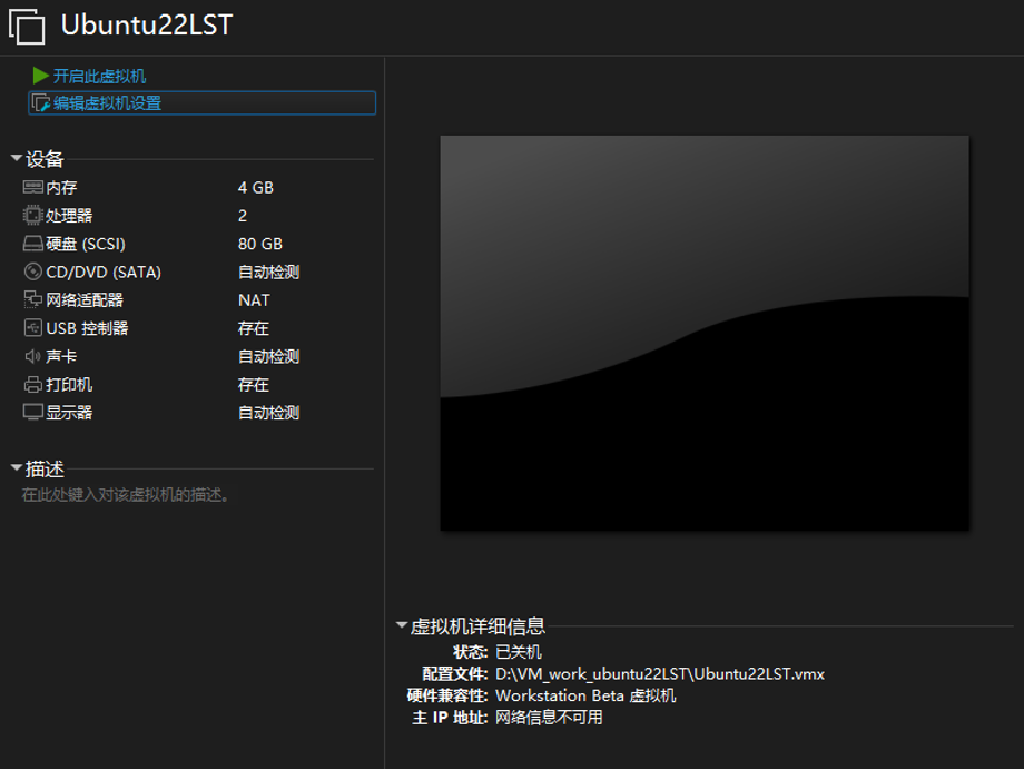 Ubuntu22LST
开启此虚拟机
编辑虚拟机设置
设备
内存 4 GB
处理器 2
硬盘 (SCSI) 80 GB
CD/DVD (SATA) 自动检测
网络适配器 NAT
USB 控制器 存在
声卡 自动检测
打印机 存在
显示器 自动检测
描述
在此处键入对该虚拟机的描述。
虚拟机详细信息
状态: 已关机
配置文件: D:\VM_work_ubuntu22LST\Ubuntu22LST.vmx
硬件兼容性: Workstation Beta 虚拟机
主 IP 地址: 网络信息不可用